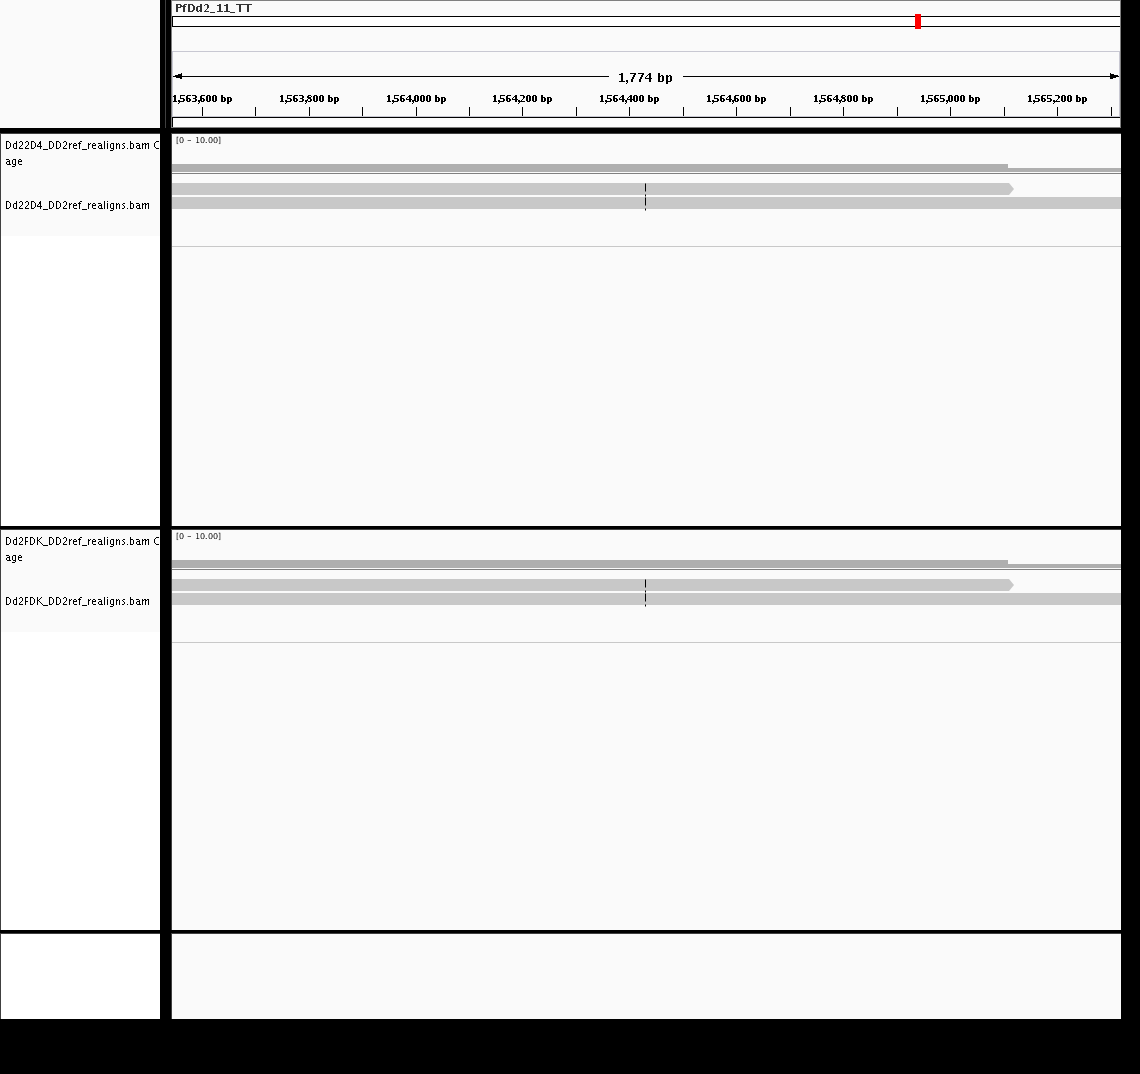 PfDd2_11_TT
1,774 bp
1,563,600 bp 1,563,800 bp 1,564,000 bp 1,564,200 bp 1,564,400 bp 1,564,600 bp 1,564,800 bp 1,565,000 bp 1,565,200 bp
Dd22D4_DD2ref_realigns.bam C
age
[0 - 10.00]
Dd22D4_DD2ref_realigns.bam
Dd2FDK_DD2ref_realigns.bam C
age
[0 - 10.00]
Dd2FDK_DD2ref_realigns.bam